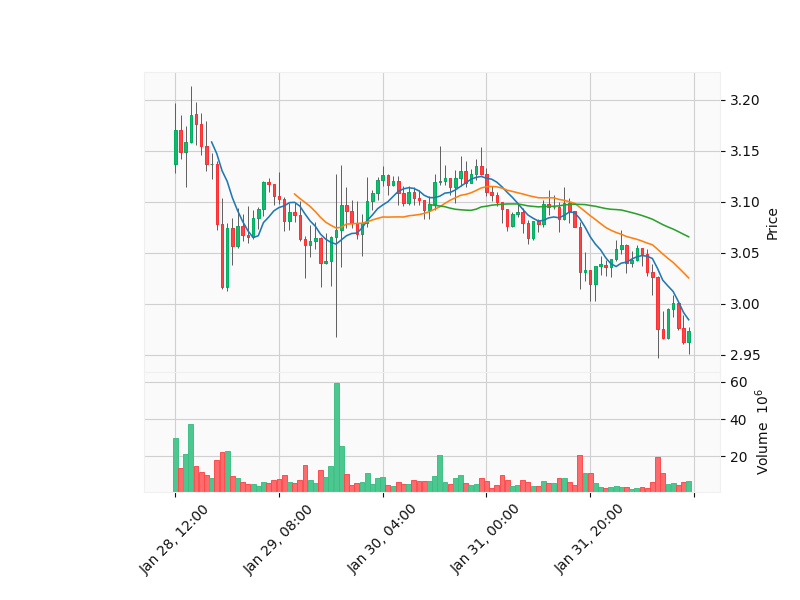 3.20
3.15
3.10
3.05
3.00
2.95
Price
60
40
20
Volume 10^6
Jan 28, 12:00
Jan 29, 08:00
Jan 30, 04:00
Jan 31, 00:00
Jan 31, 20:00